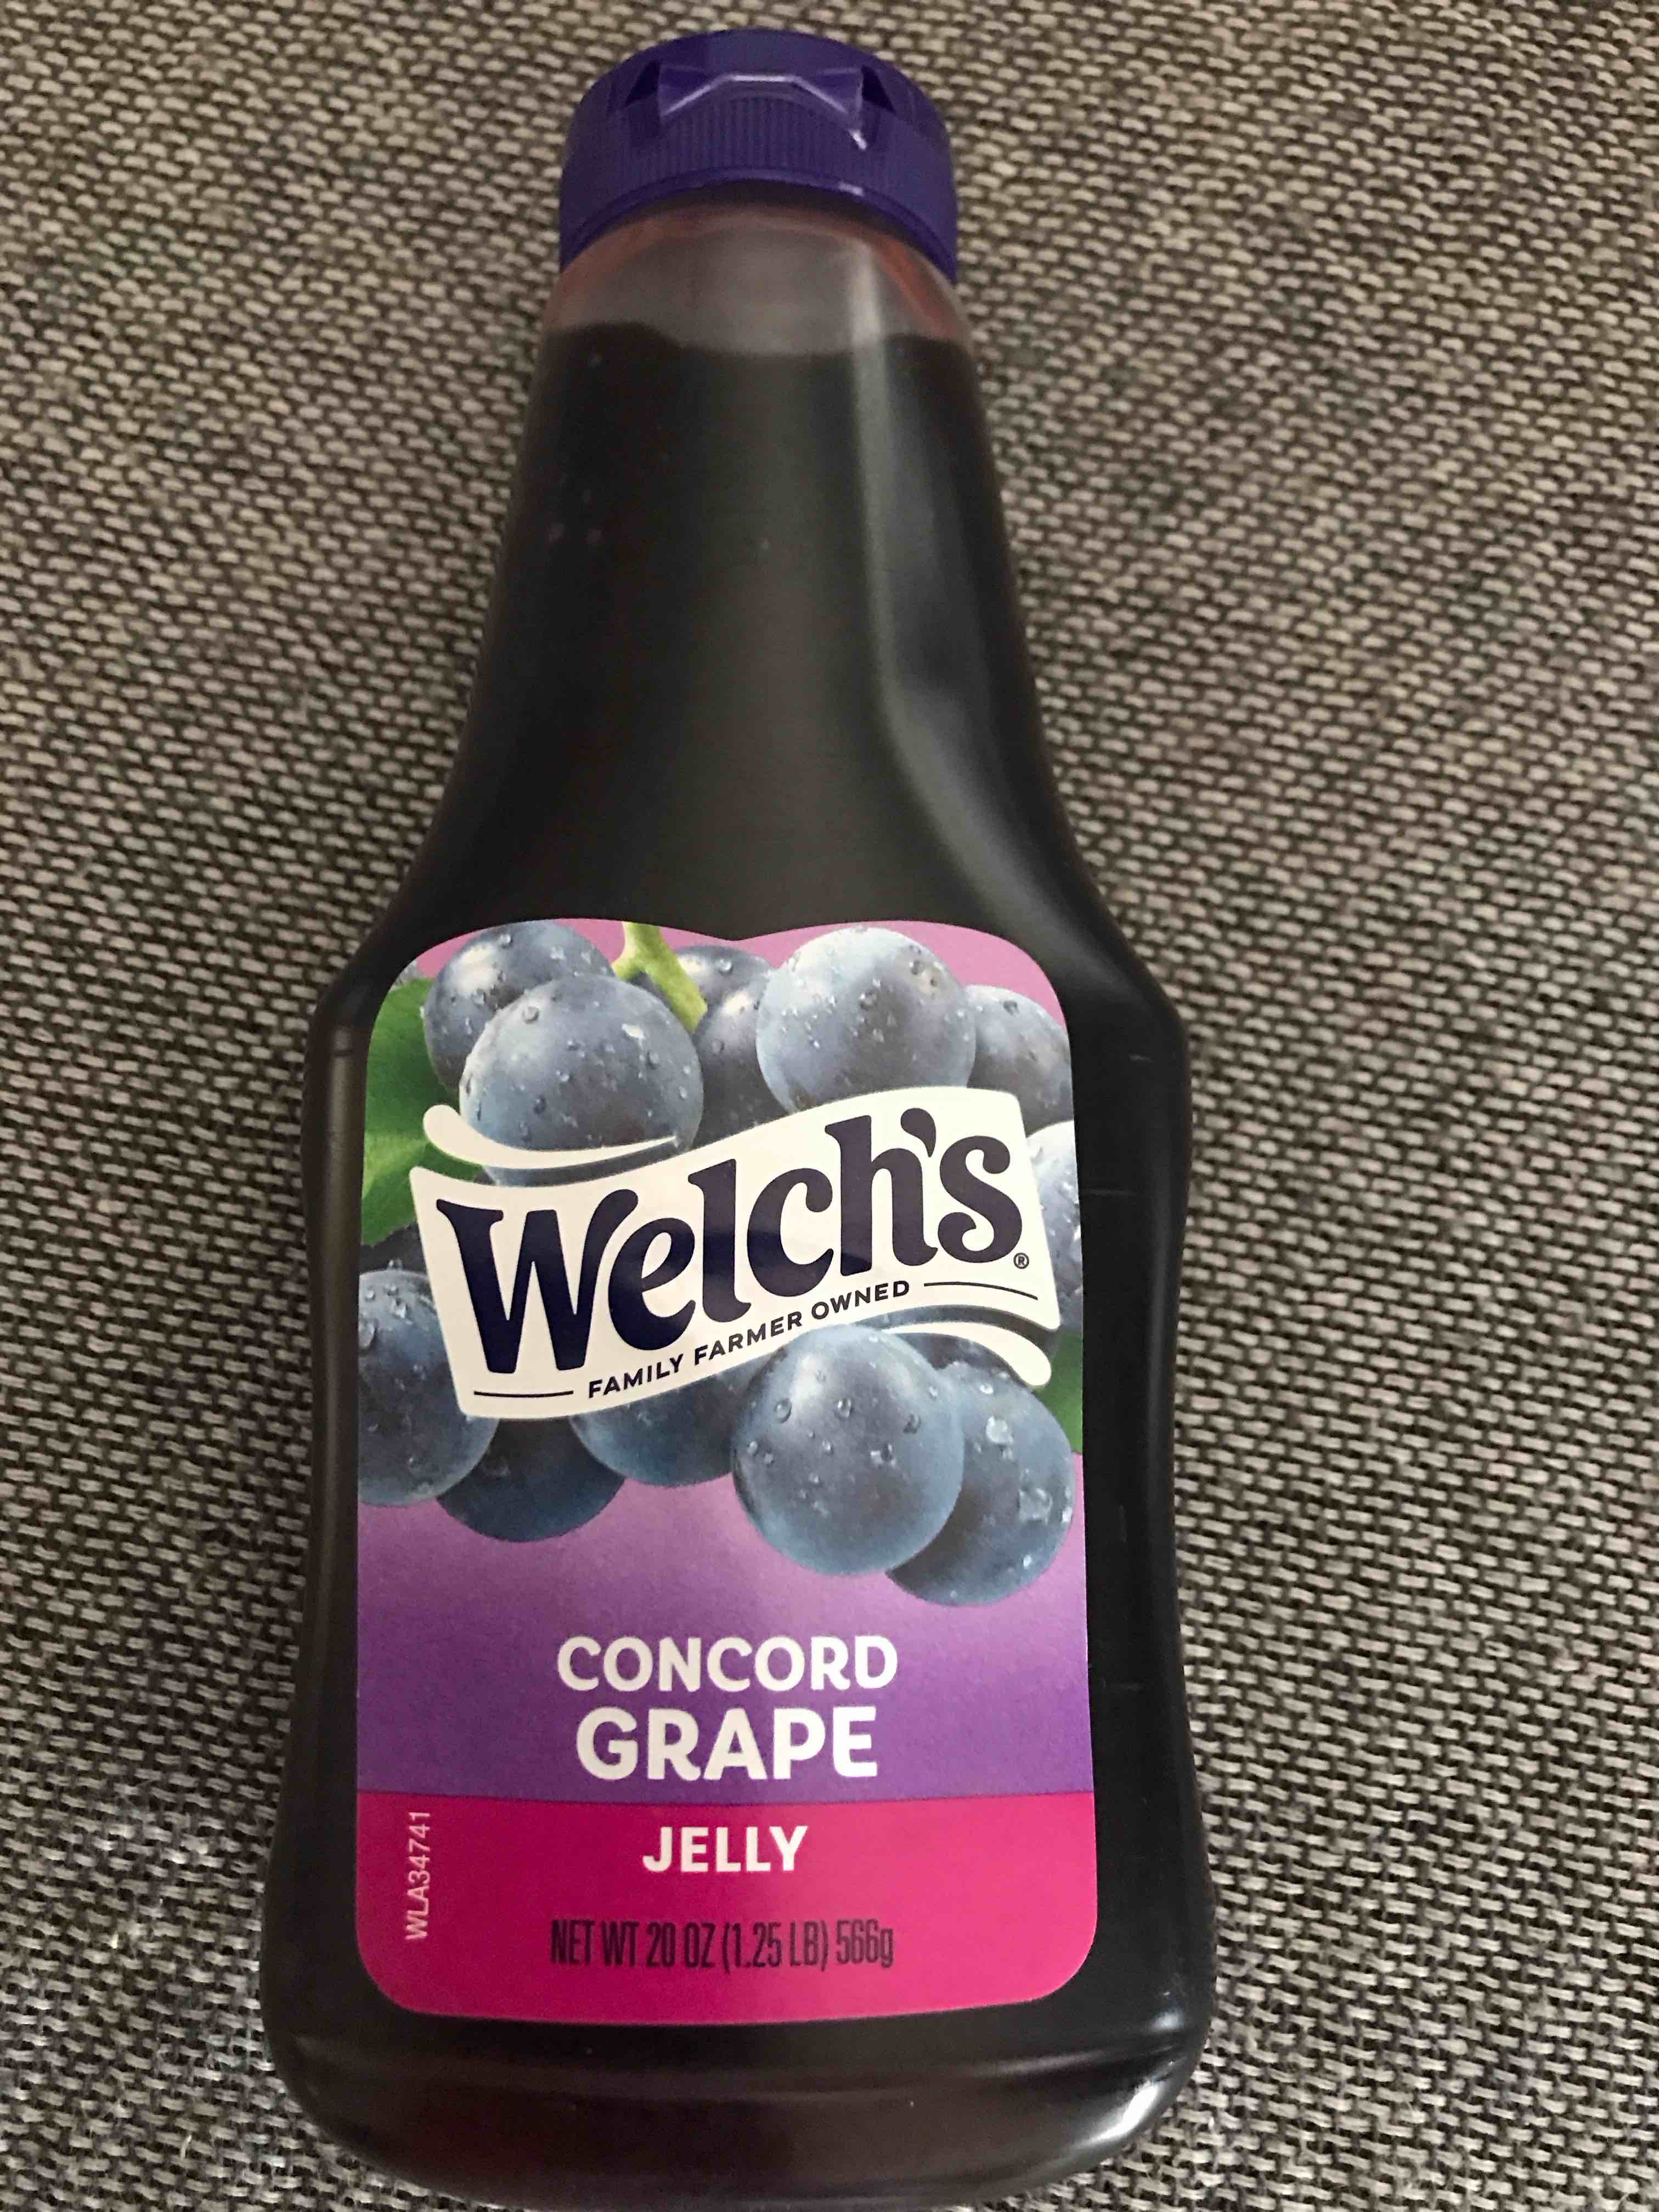 Welch's®
FAMILY FARMER OWNED
CONCORD
GRAPE
JELLY
WLA34741
NET WT 20 OZ (1.25 LB) 566g